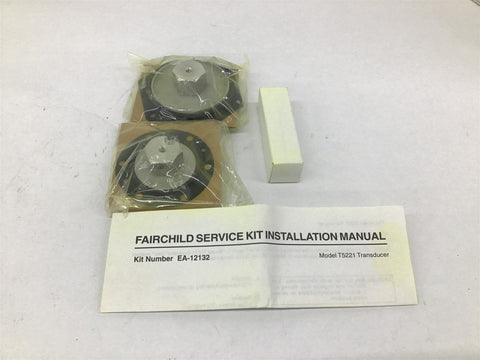 FAIRCHILD SERVICE KIT INSTALLATION MANUAL
Kit Number EA-12132
Model T5221 Transducer